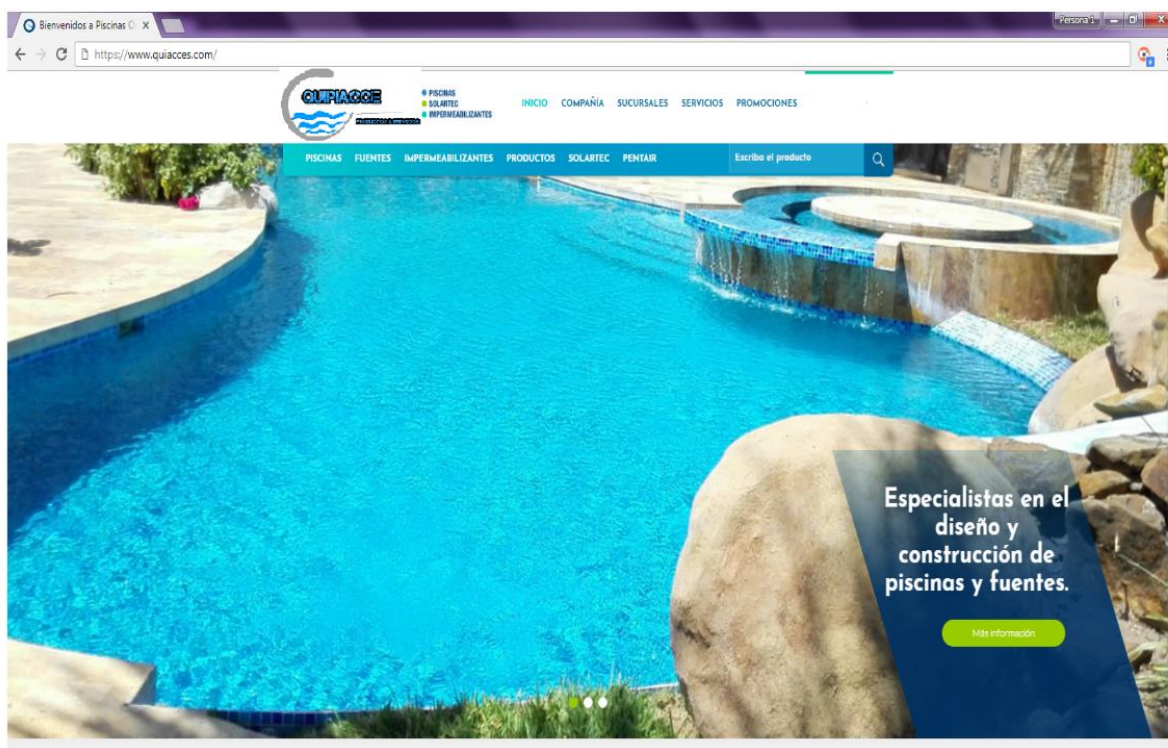 Bienvenidos a Piscinas
Persona 1
https://www.quiacces.com/
QUIPIACCE
PISCINAS
SOLARTEC
IMPERMEABILIZANTES
INICIO COMPAÑIA SUCURSALES SERVICIOS PROMOCIONES
PISCINAS FUENTES IMPERMEABILIZANTES PRODUCTOS SOLARTEC PENTAIR Escriba el producto
Especialistas en el
diseño y
construcción de
piscinas y fuentes.
Más información